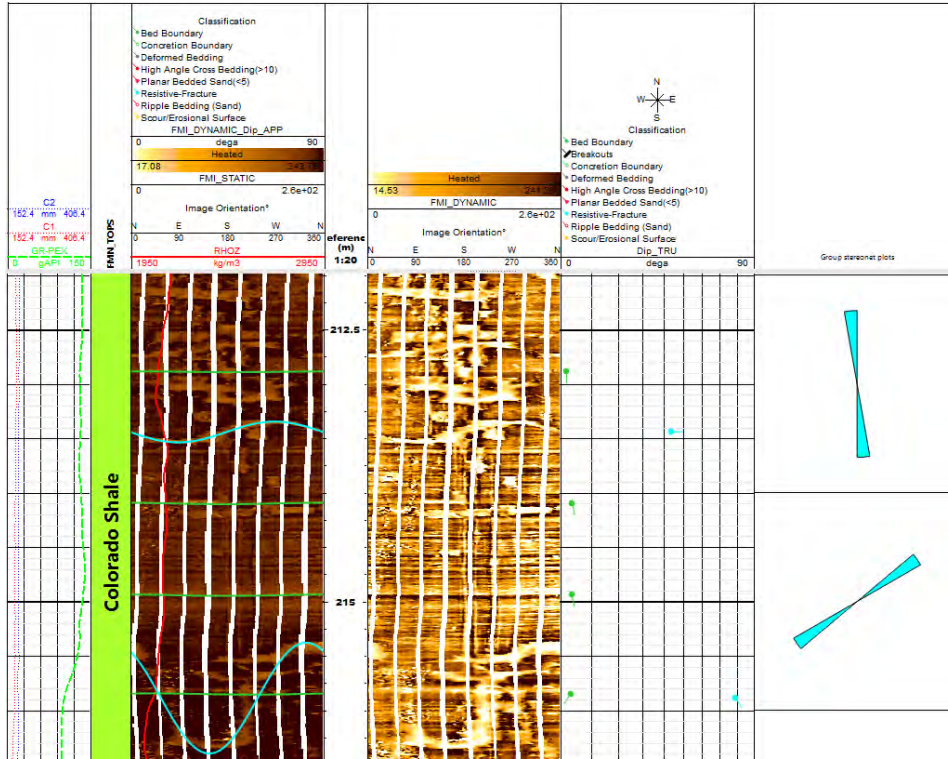 Classification
Bed Boundary
Concretion Boundary
Deformed Bedding
High Angle Cross Bedding(>10)
Planar Bedded Sand(<5)
Resistive-Fracture
Ripple Bedding (Sand)
Scour/Erosional Surface
FMI_DYNAMIC_Dip_APP
0 dega 90
Heated
17.08
FMI_STATIC
0 2.6e+02
Image Orientation°
N E S W N
0 90 180 270 360
RHOZ
1950 kg/m3 2950
C2
152.4 mm 406.4
C1
152.4 mm 406.4
GR-PEX
gAPI 150
FMN_TOPS
eferenc
(m)
1:20
Heated
14.53
FMI_DYNAMIC
0 2.6e+02
Image Orientation°
N E S W N
0 90 180 270 360
N
W E
S
Classification
Bed Boundary
Breakouts
Concretion Boundary
Deformed Bedding
High Angle Cross Bedding(>10)
Planar Bedded Sand(<5)
Resistive-Fracture
Ripple Bedding (Sand)
Scour/Erosional Surface
Dip_TRU
0 dega 90
Group stereonet plots
Colorado Shale
212.5
215